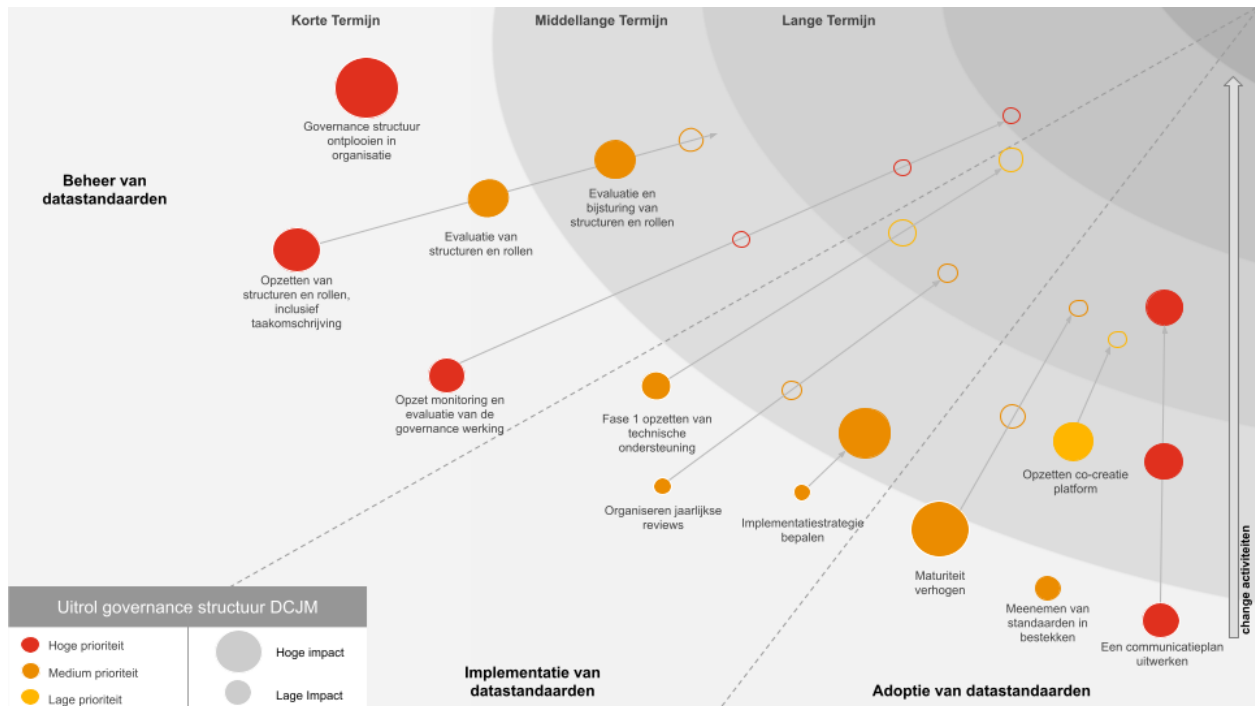 Korte Termijn
Middellange Termijn
Lange Termijn
Governance structuur
ontplooien in
organisatie
Beheer van
datastandaarden
Evaluatie en
bijsturing van
structuren en rollen
Evaluatie van
structuren en rollen
Opzetten van
structuren en rollen,
inclusief
taakomschrijving
Opzet monitoring en
evaluatie van de
governance werking
Fase 1 opzetten van
technische
ondersteuning
Organiseren jaarlijkse
reviews
Implementatiestrategie
bepalen
Opzetten co-creatie
platform
Maturiteit
verhogen
Meenemen van
standaarden in
bestekken
Een communicatieplan
uitwerken
change activiteiten
Uitrol governance structuur DCJM
Hoge prioriteit
Medium prioriteit
Lage prioriteit
Hoge impact
Lage Impact
Implementatie van
datastandaarden
Adoptie van datastandaarden